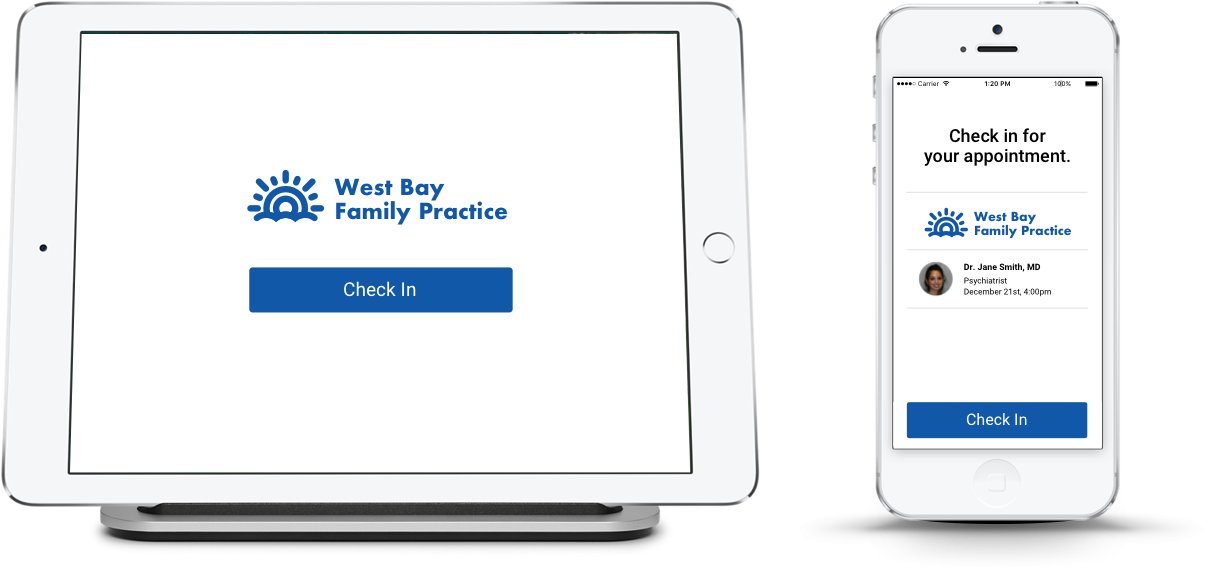 West Bay
Family Practice
Check In
Carrier
1:20 PM
100%
Check in for
your appointment.
West Bay
Family Practice
Dr. Jane Smith, MD
Psychiatrist
December 21st, 4:00pm
Check In